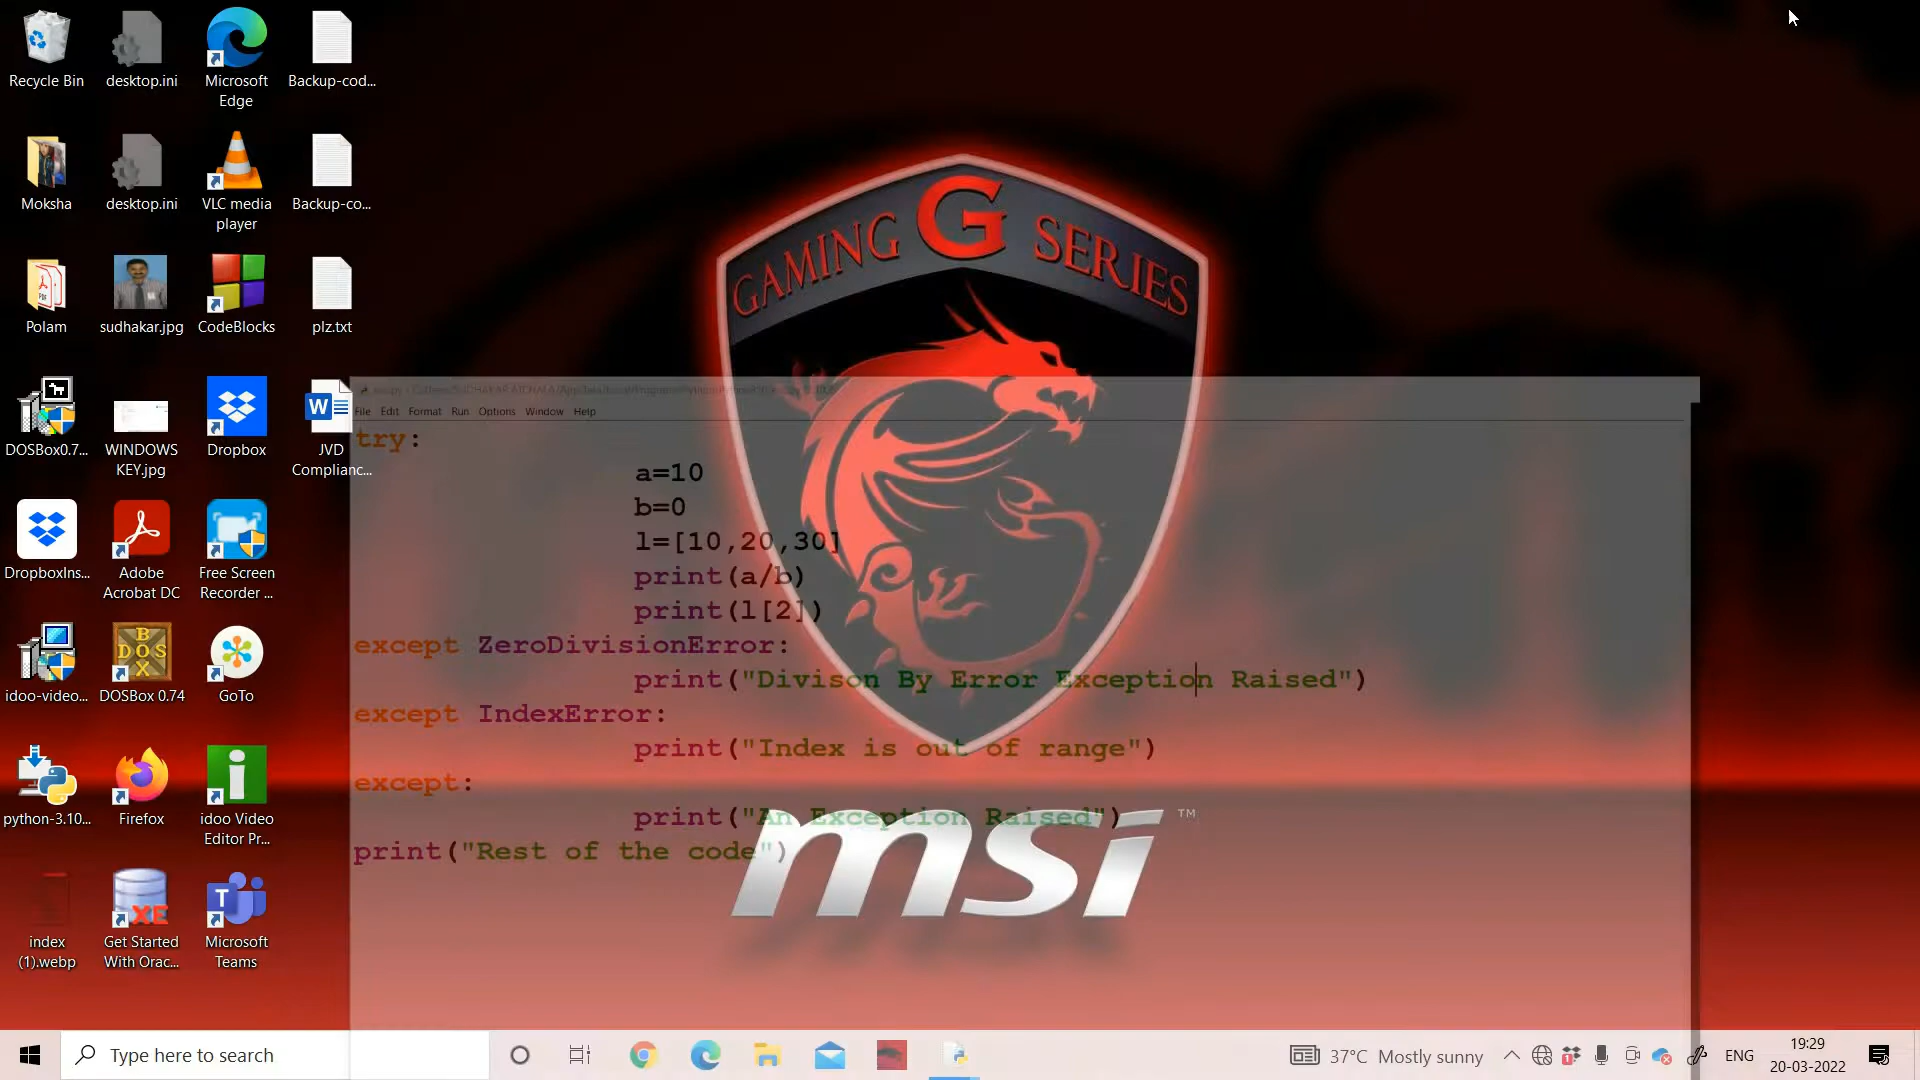 Recycle Bin
desktop.ini
Microsoft
Edge
Backup-cod...
Moksha
desktop.ini
VLC media
player
Backup-co...
Polam
sudhakar.jpg
CodeBlocks
plz.txt
DOSBox0.7...
WINDOWS
KEY.jpg
Dropbox
JVD
Complianc...
DropboxIns...
Adobe
Acrobat DC
Free Screen
Recorder ...
idoo-video...
DOSBox 0.74
GoTo
python-3.10...
Firefox
idoo Video
Editor Pr...
index
(1).webp
Get Started
With Orac...
Microsoft
Teams
GAMING G SERIES
File Edit Format Run Options Window Help
try:
a=10
b=0
l=[10,20,30]
print(a/b)
print(l[2])
except ZeroDivisionError:
print("Divison By Error Exception Raised")
except IndexError:
print("Index is out of range")
except:
print("An Exception Raised")
print("Rest of the code")
msi™
Type here to search
37°C Mostly sunny
ENG
19:29
20-03-2022